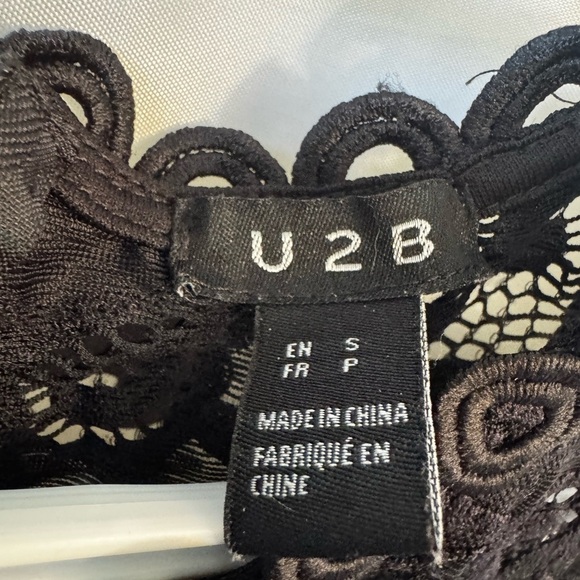 U2B
EN S
FR P
MADE IN CHINA
FABRIQUÉ EN
CHINE